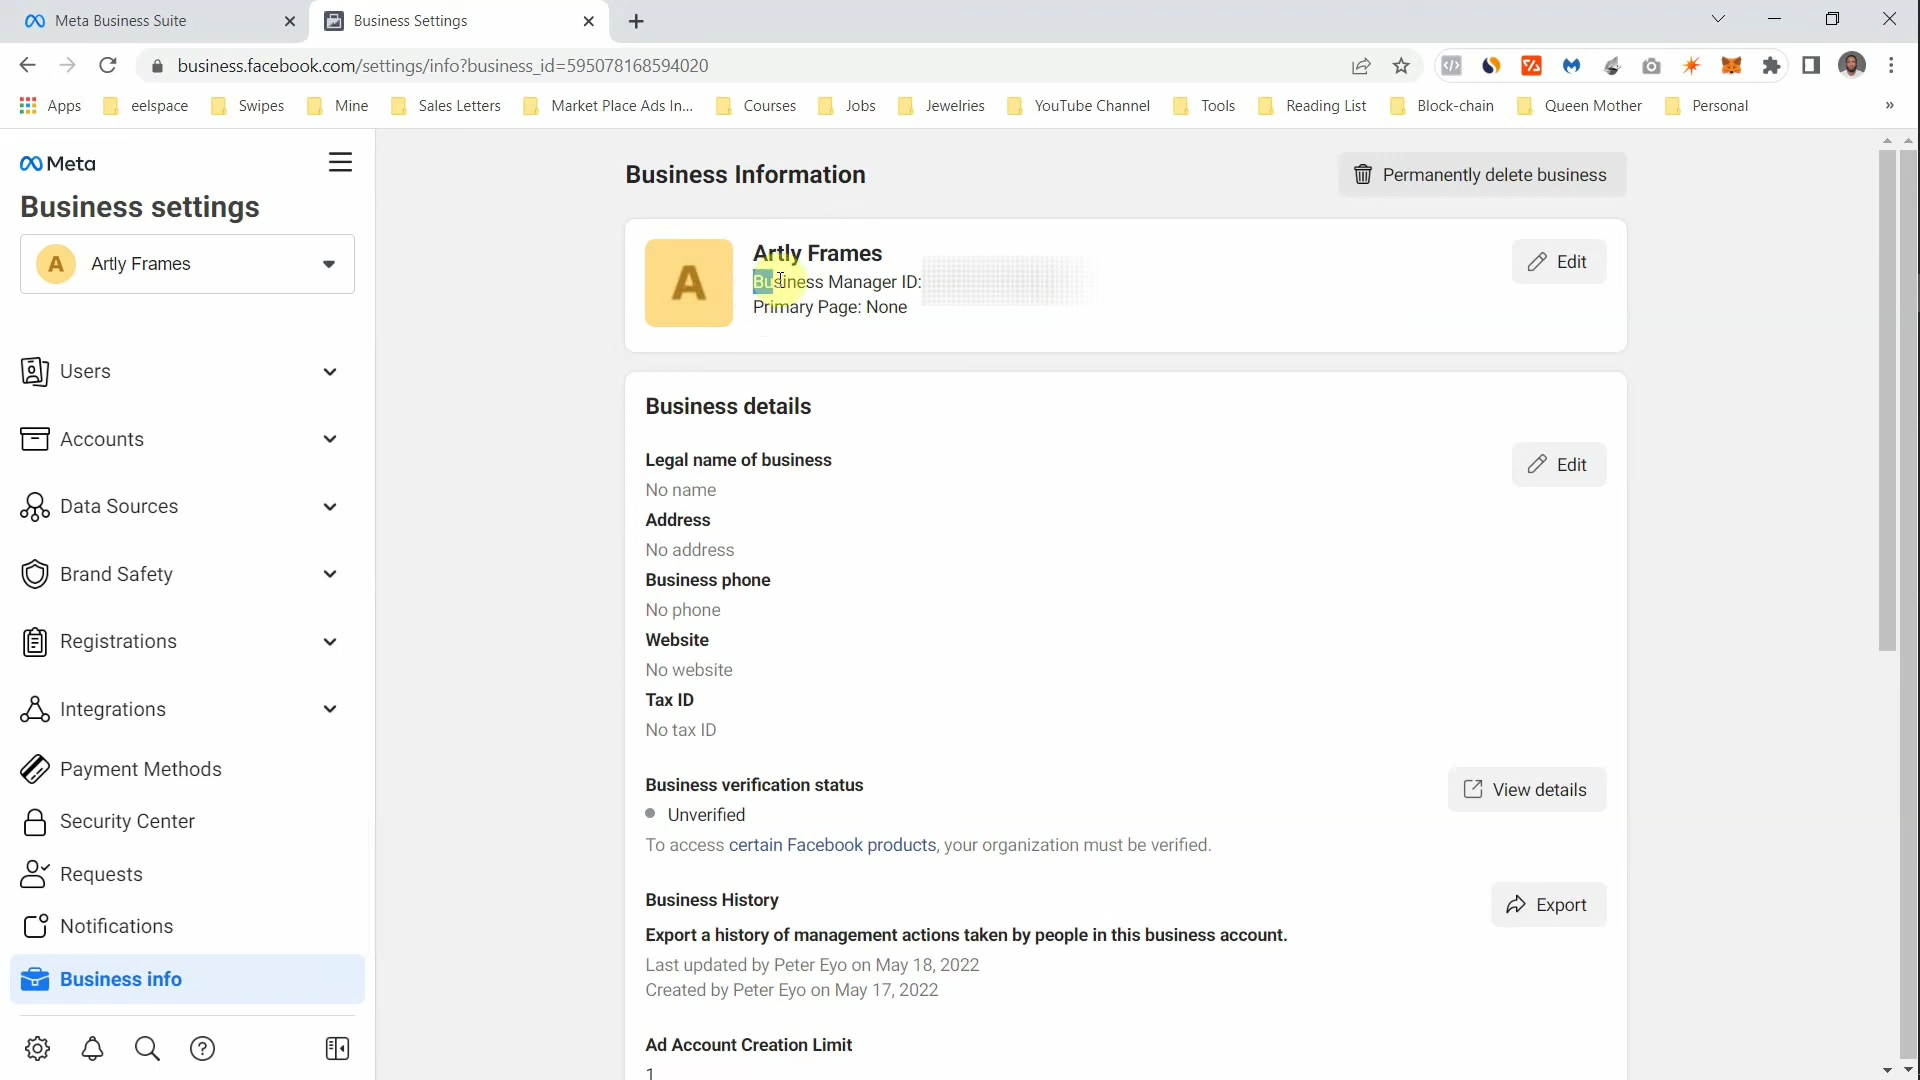 Meta Business Suite
Business Settings
business.facebook.com/settings/info?business_id=595078168594020
Apps
eelspace
Swipes
Mine
Sales Letters
Market Place Ads In...
Courses
Jobs
Jewelries
YouTube Channel
Tools
Reading List
Block-chain
Queen Mother
Personal
»
Meta
Business settings
A
Artly Frames
Users
Accounts
Data Sources
Brand Safety
Registrations
Integrations
Payment Methods
Security Center
Requests
Notifications
Business info
Business Information
Permanently delete business
A
Artly Frames
Business Manager ID:
Primary Page: None
Edit
Business details
Legal name of business
Edit
No name
Address
No address
Business phone
No phone
Website
No website
Tax ID
No tax ID
Business verification status
Unverified
View details
To access certain Facebook products, your organization must be verified.
Business History
Export
Export a history of management actions taken by people in this business account.
Last updated by Peter Eyo on May 18, 2022
Created by Peter Eyo on May 17, 2022
Ad Account Creation Limit
1